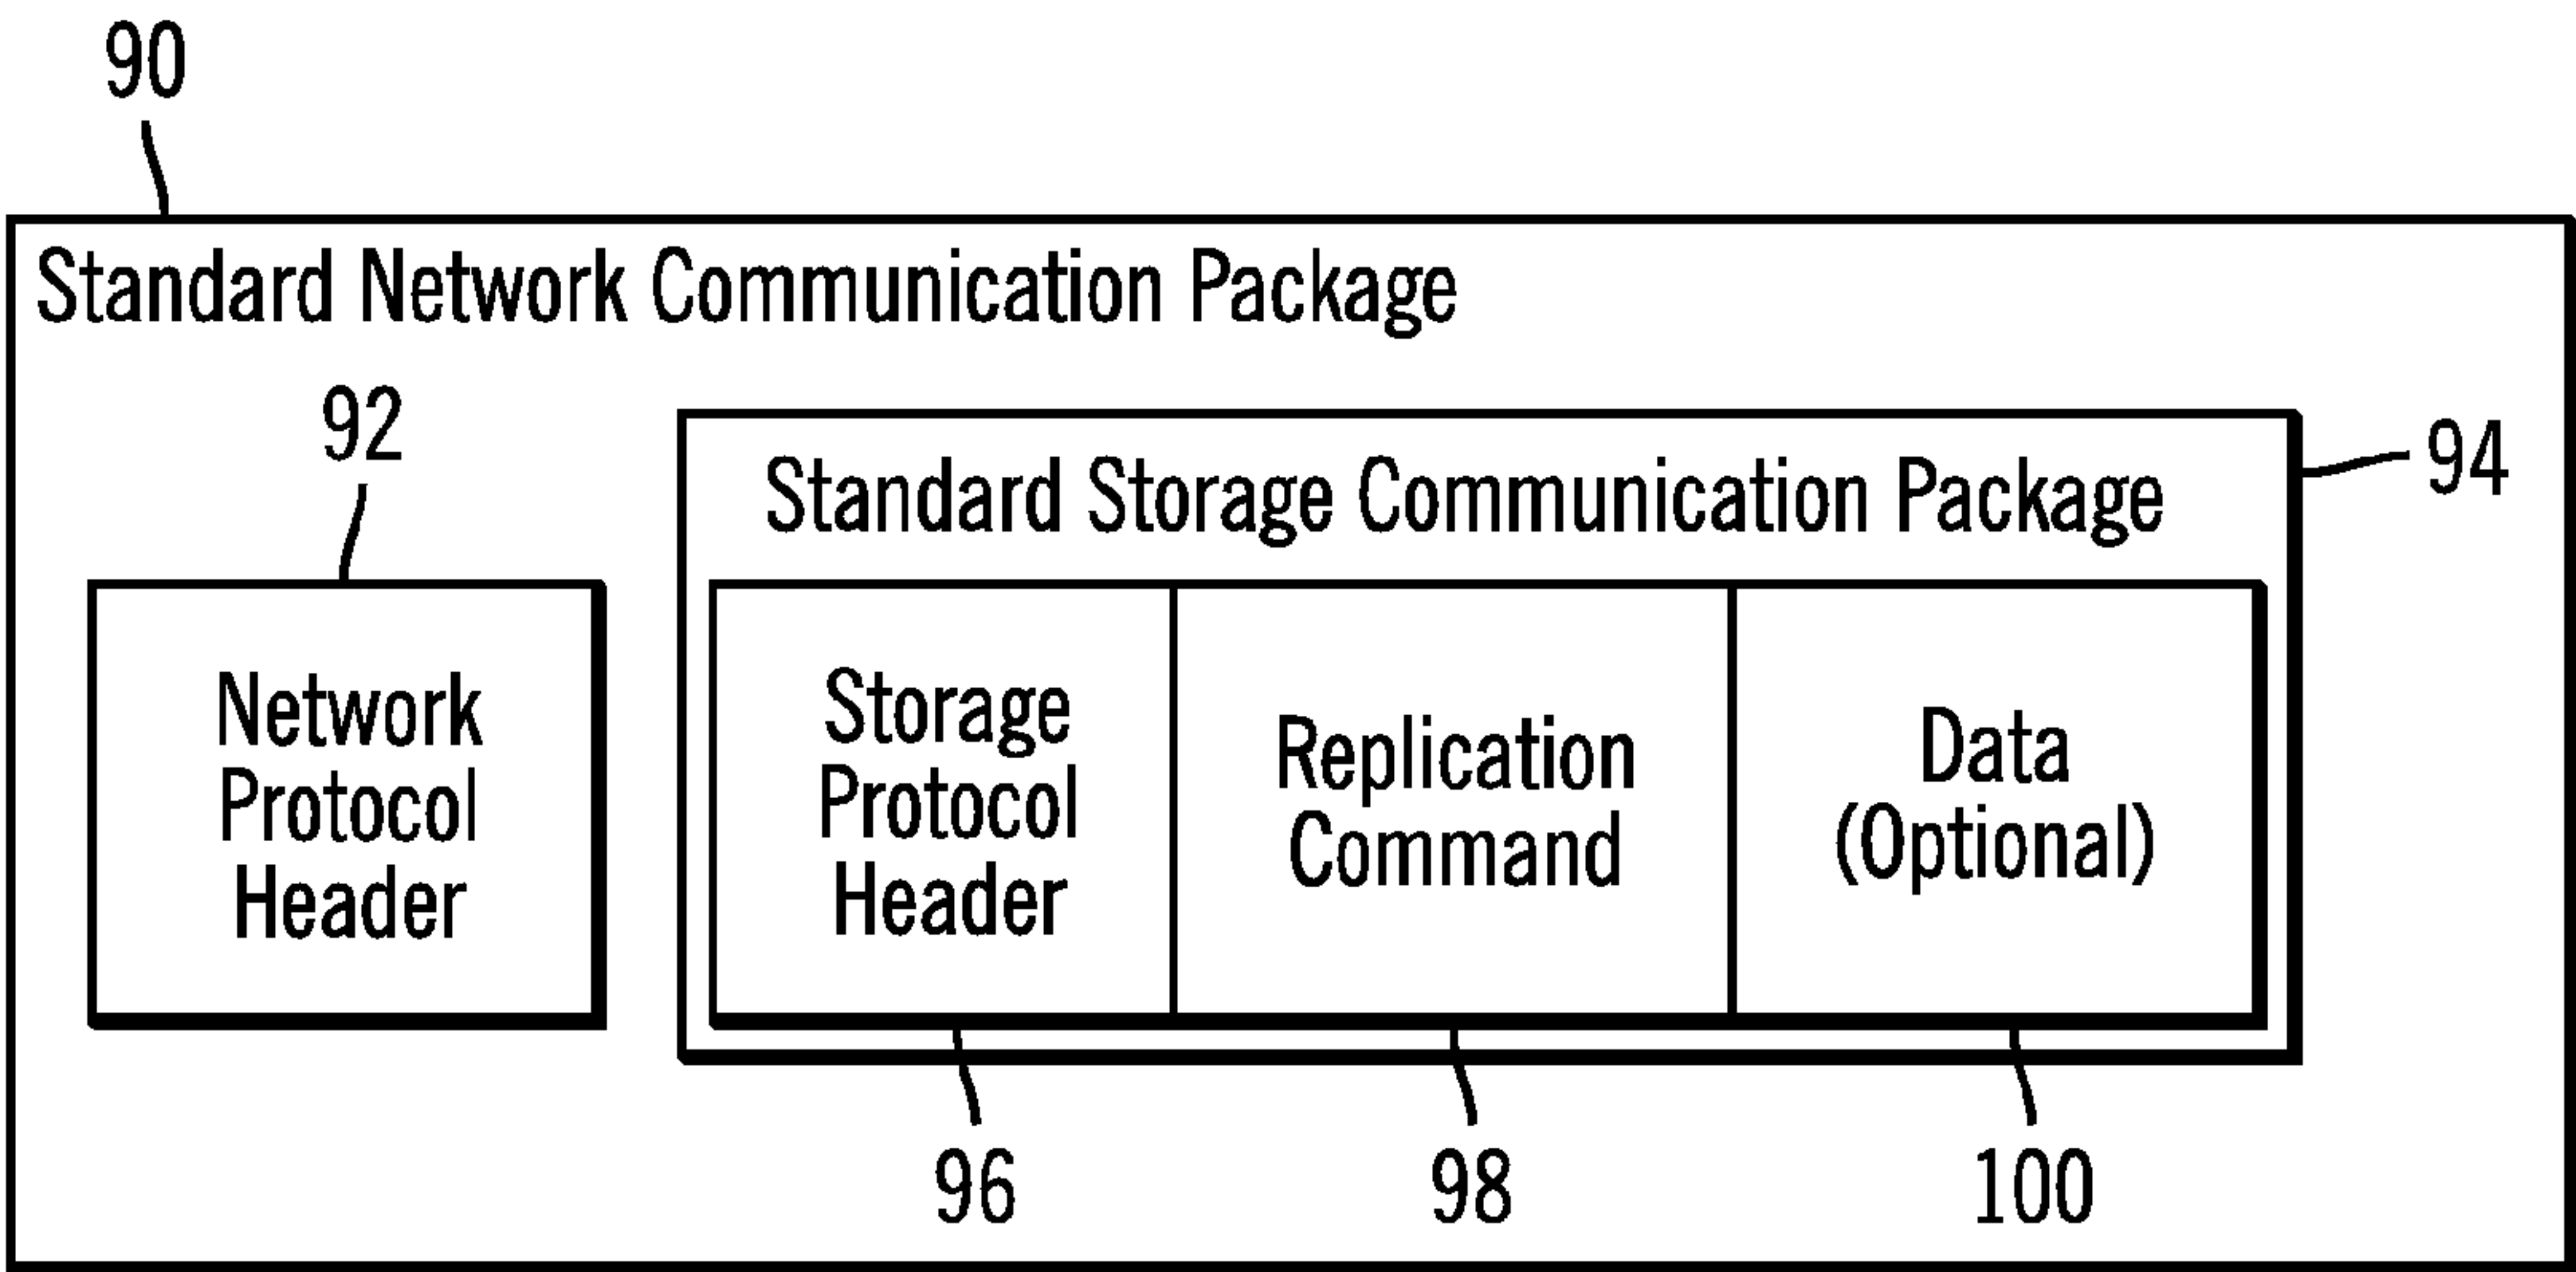 90
Standard Network Communication Package
92
94
Standard Storage Communication Package
Network
Protocol
Header
Storage
Protocol
Header
Replication
Command
Data
(Optional)
96
98
100